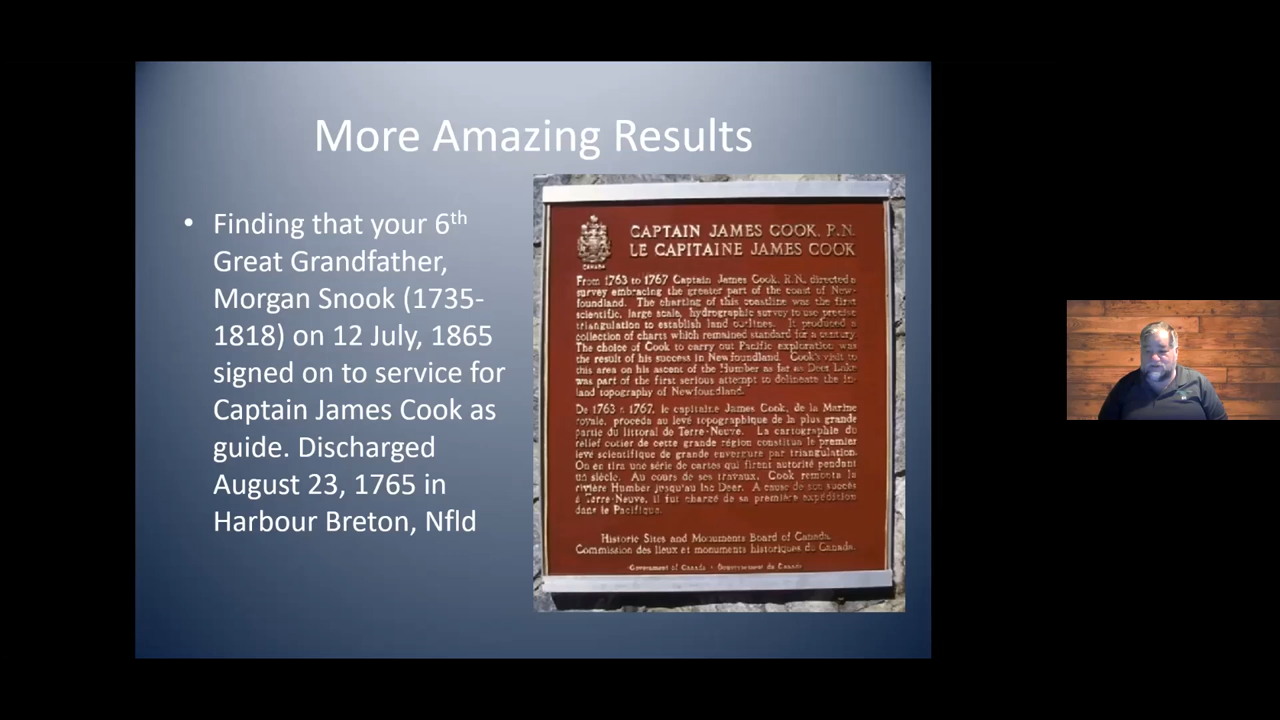 More Amazing Results
• Finding that your 6th
Great Grandfather,
Morgan Snook (1735-
1818) on 12 July, 1865
signed on to service for
Captain James Cook as
guide. Discharged
August 23, 1765 in
Harbour Breton, Nfld
CANADA
CAPTAIN JAMES COOK, R.N.
LE CAPITAINE JAMES COOK
From 1763 to 1767 Captain James Cook, R.N., directed a
survey embracing the greater part of the coast of New-
foundland. The charting of this coastline was the first
scientific, large scale, hydrographic survey to use precise
triangulation to establish land outlines. It produced a
collection of charts which remained standard for a century.
The choice of Cook to carry out Pacific exploration was
the result of his success in Newfoundland. Cook's visit to
this area on his ascent of the Humber as far as Deer Lake
was part of the first serious attempt to delineate the in-
land topography of Newfoundland.
De 1763 à 1767, le capitaine James Cook, de la Marine
royale, procéda au levé topographique de la plus grande
partie du littoral de Terre-Neuve. La cartographie du
relief côtier de cette grande région constitua le premier
levé scientifique de grande envergure par triangulation.
On en tira une série de cartes qui firent autorité pendant
un siècle. Au cours de ses travaux, Cook remonta la
rivière Humber jusqu'au lac Deer. A cause de son succès
à Terre-Neuve, il fut chargé de sa première expédition
dans le Pacifique.
Historic Sites and Monuments Board of Canada.
Commission des lieux et monuments historiques du Canada.
Government of Canada - Gouvernement du Canada